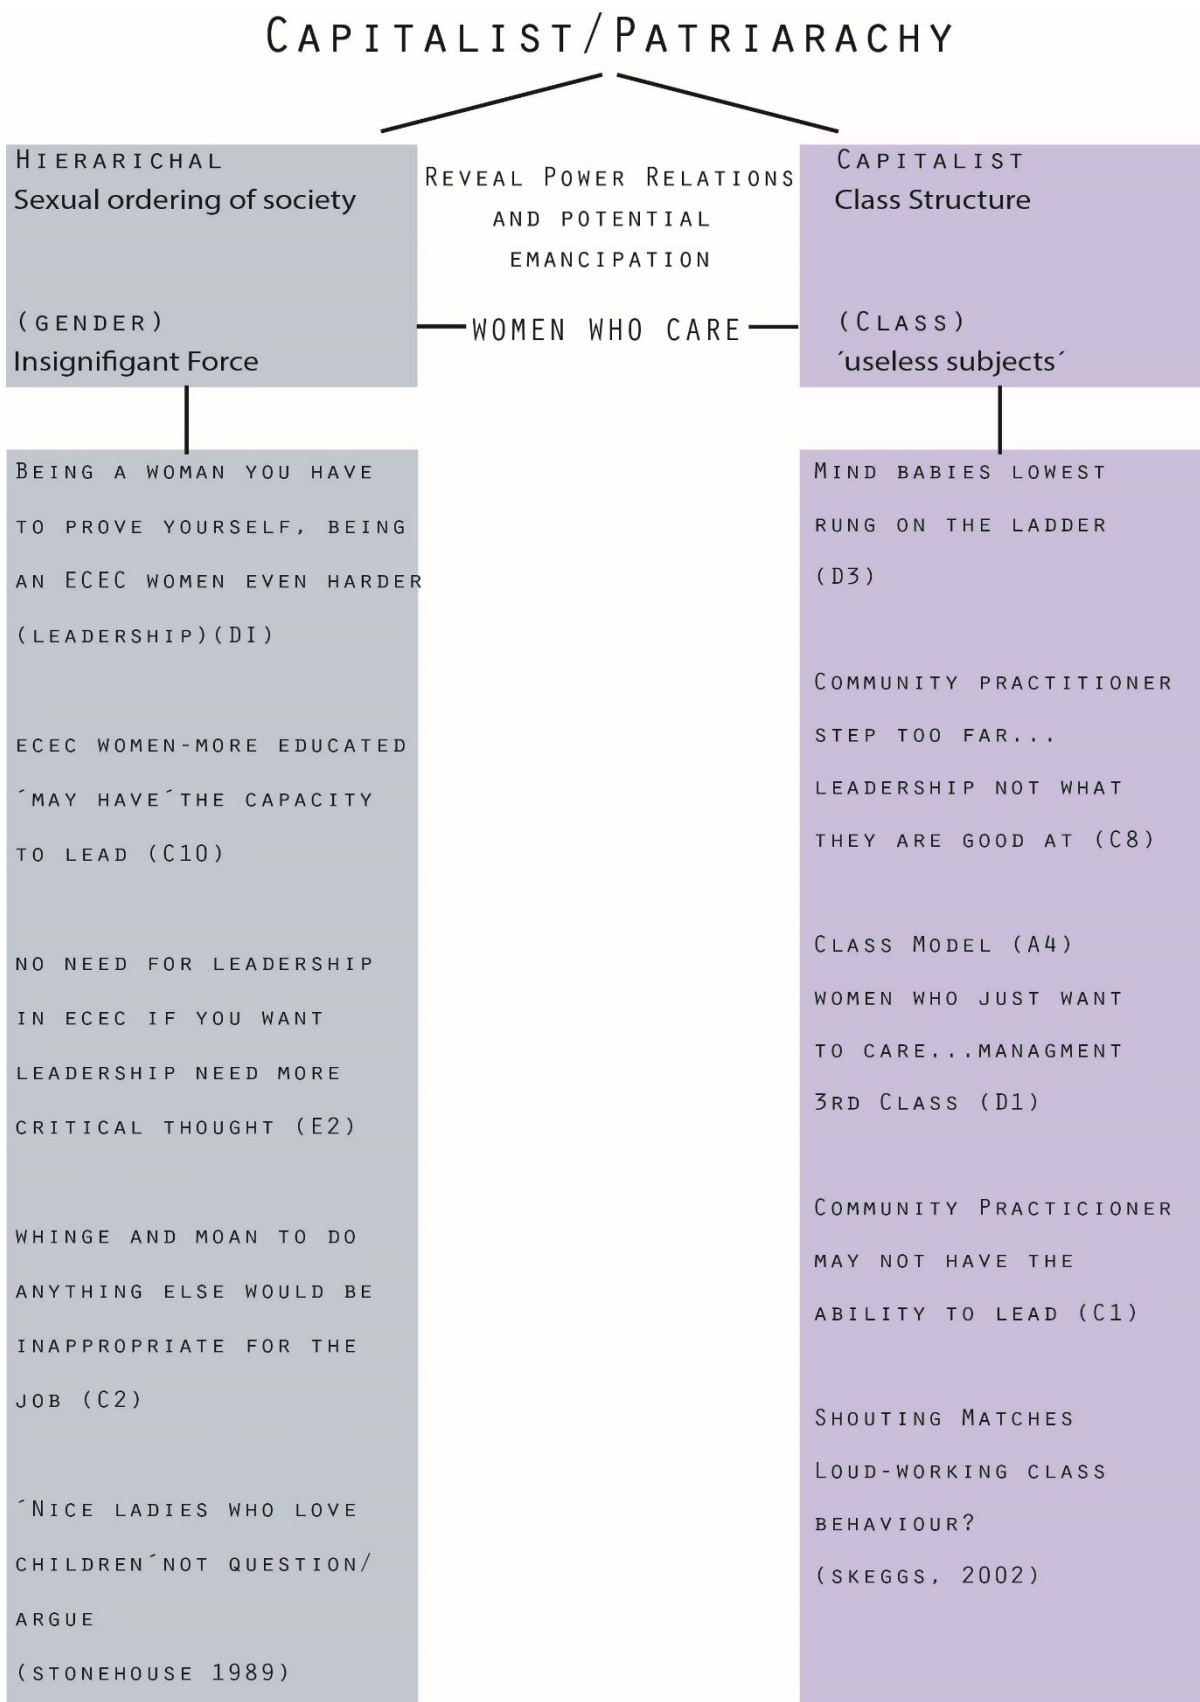 CAPITALIST/PATRIARACHY
HIERARICHAL
Sexual ordering of society
(GENDER)
Insignifigant Force
REVEAL POWER RELATIONS
AND POTENTIAL
EMANCIPATION
WOMEN WHO CARE
CAPITALIST
Class Structure
(CLASS)
´useless subjects´
BEING A WOMAN YOU HAVE
TO PROVE YOURSELF, BEING
AN ECEC WOMEN EVEN HARDER
(LEADERSHIP)(DI)
ECEC WOMEN-MORE EDUCATED
´MAY HAVE´THE CAPACITY
TO LEAD (C10)
NO NEED FOR LEADERSHIP
IN ECEC IF YOU WANT
LEADERSHIP NEED MORE
CRITICAL THOUGHT (E2)
WHINGE AND MOAN TO DO
ANYTHING ELSE WOULD BE
INAPPROPRIATE FOR THE
JOB (C2)
´NICE LADIES WHO LOVE
CHILDREN´NOT QUESTION/
ARGUE
(STONEHOUSE 1989)
MIND BABIES LOWEST
RUNG ON THE LADDER
(D3)
COMMUNITY PRACTITIONER
STEP TOO FAR...
LEADERSHIP NOT WHAT
THEY ARE GOOD AT (C8)
CLASS MODEL (A4)
WOMEN WHO JUST WANT
TO CARE...MANAGMENT
3RD CLASS (D1)
COMMUNITY PRACTICIONER
MAY NOT HAVE THE
ABILITY TO LEAD (C1)
SHOUTING MATCHES
LOUD-WORKING CLASS
BEHAVIOUR?
(SKEGGS, 2002)